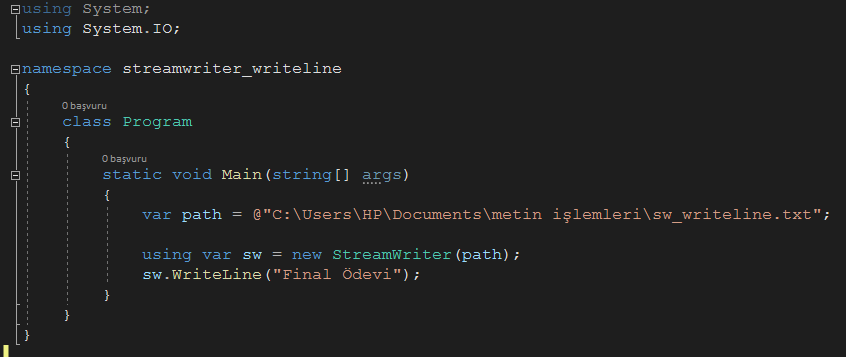 using System;
using System.IO;
namespace streamwriter_writeline
{
0 başvuru
class Program
{
0 başvuru
static void Main(string[] args)
{
var path = @"C:\Users\HP\Documents\metin işlemleri\sw_writeline.txt";
using var sw = new StreamWriter(path);
sw.WriteLine("Final Ödevi");
}
}
}